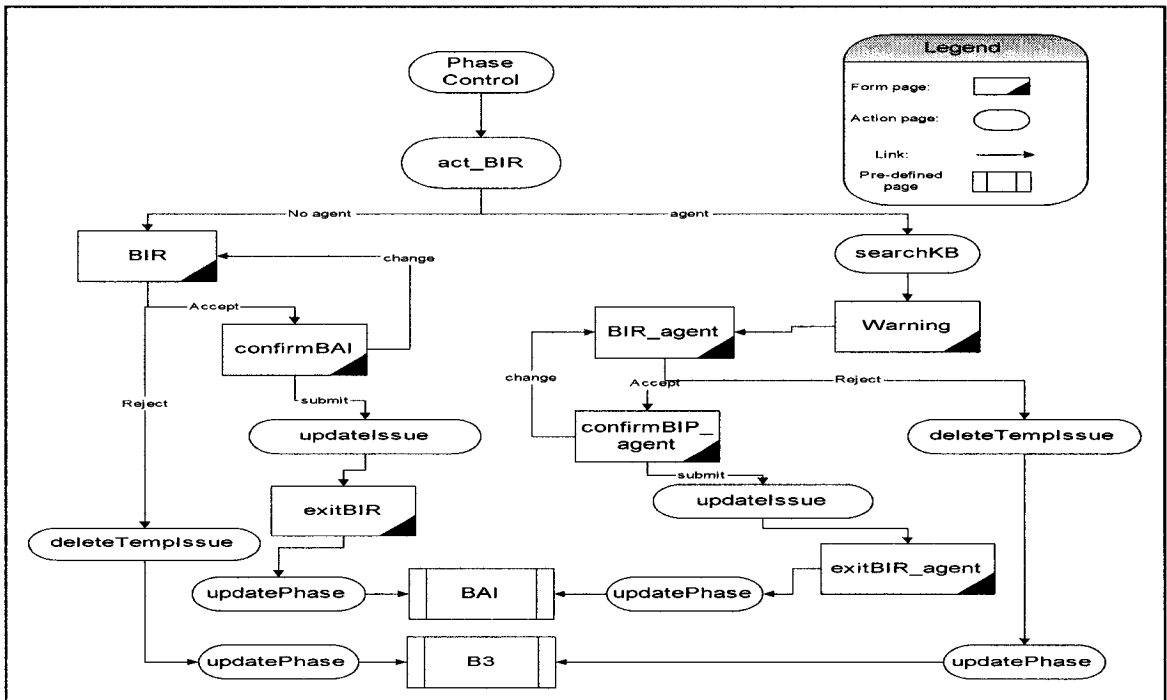 Phase
Control
act_BIR
Legend
Form page:
Action page:
Link:
Pre-defined
page
No agent
agent
BIR
change
searchKB
Accept
confirmBAI
BIR_agent
Warning
Reject
submit
change
Accept
Reject
updateIssue
confirmBIP_
agent
deleteTempIssue
submit
exitBIR
updateIssue
deleteTempIssue
exitBIR_agent
updatePhase
BAI
updatePhase
updatePhase
B3
updatePhase